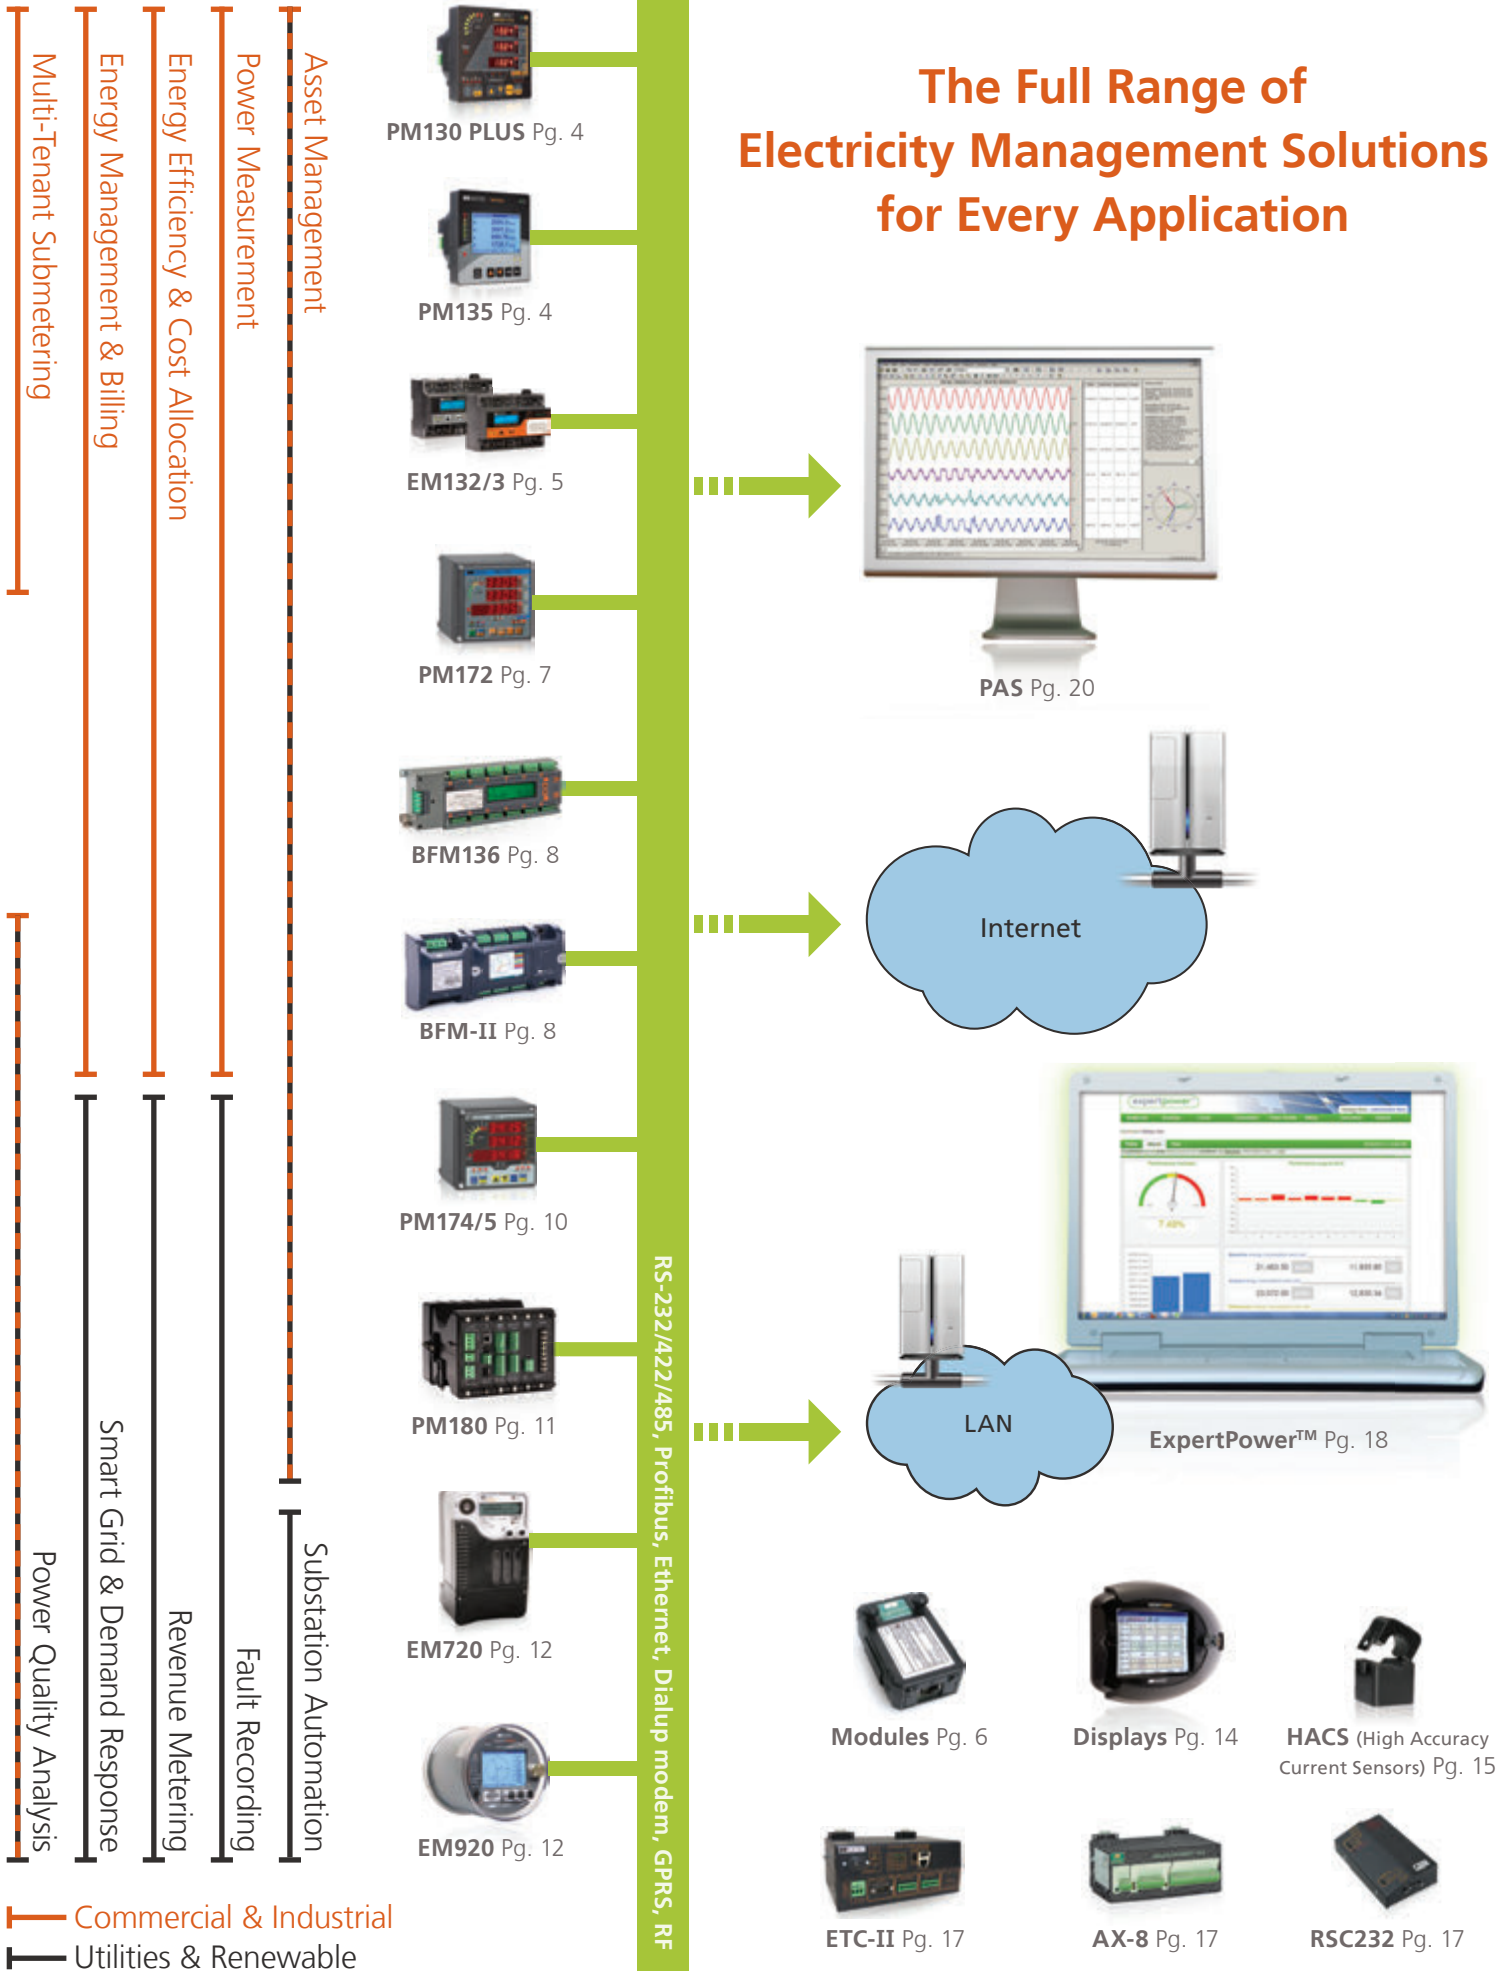 The Full Range of
Electricity Management Solutions
for Every Application
Multi-Tenant Submetering
Energy Management & Billing
Energy Efficiency & Cost Allocation
Power Measurement
Asset Management
Power Quality Analysis
Smart Grid & Demand Response
Revenue Metering
Fault Recording
Substation Automation
Commercial & Industrial
Utilities & Renewable
PM130 PLUS Pg. 4
PM135 Pg. 4
EM132/3 Pg. 5
PM172 Pg. 7
BFM136 Pg. 8
BFM-II Pg. 8
PM174/5 Pg. 10
PM180 Pg. 11
EM720 Pg. 12
EM920 Pg. 12
RS-232/422/485, Profibus, Ethernet, Dialup modem, GPRS, RF
PAS Pg. 20
Internet
expertpower
7.48%
LAN
ExpertPower™ Pg. 18
Modules Pg. 6
Displays Pg. 14
HACS (High Accuracy
Current Sensors) Pg. 15
ETC-II Pg. 17
AX-8 Pg. 17
RSC232 Pg. 17